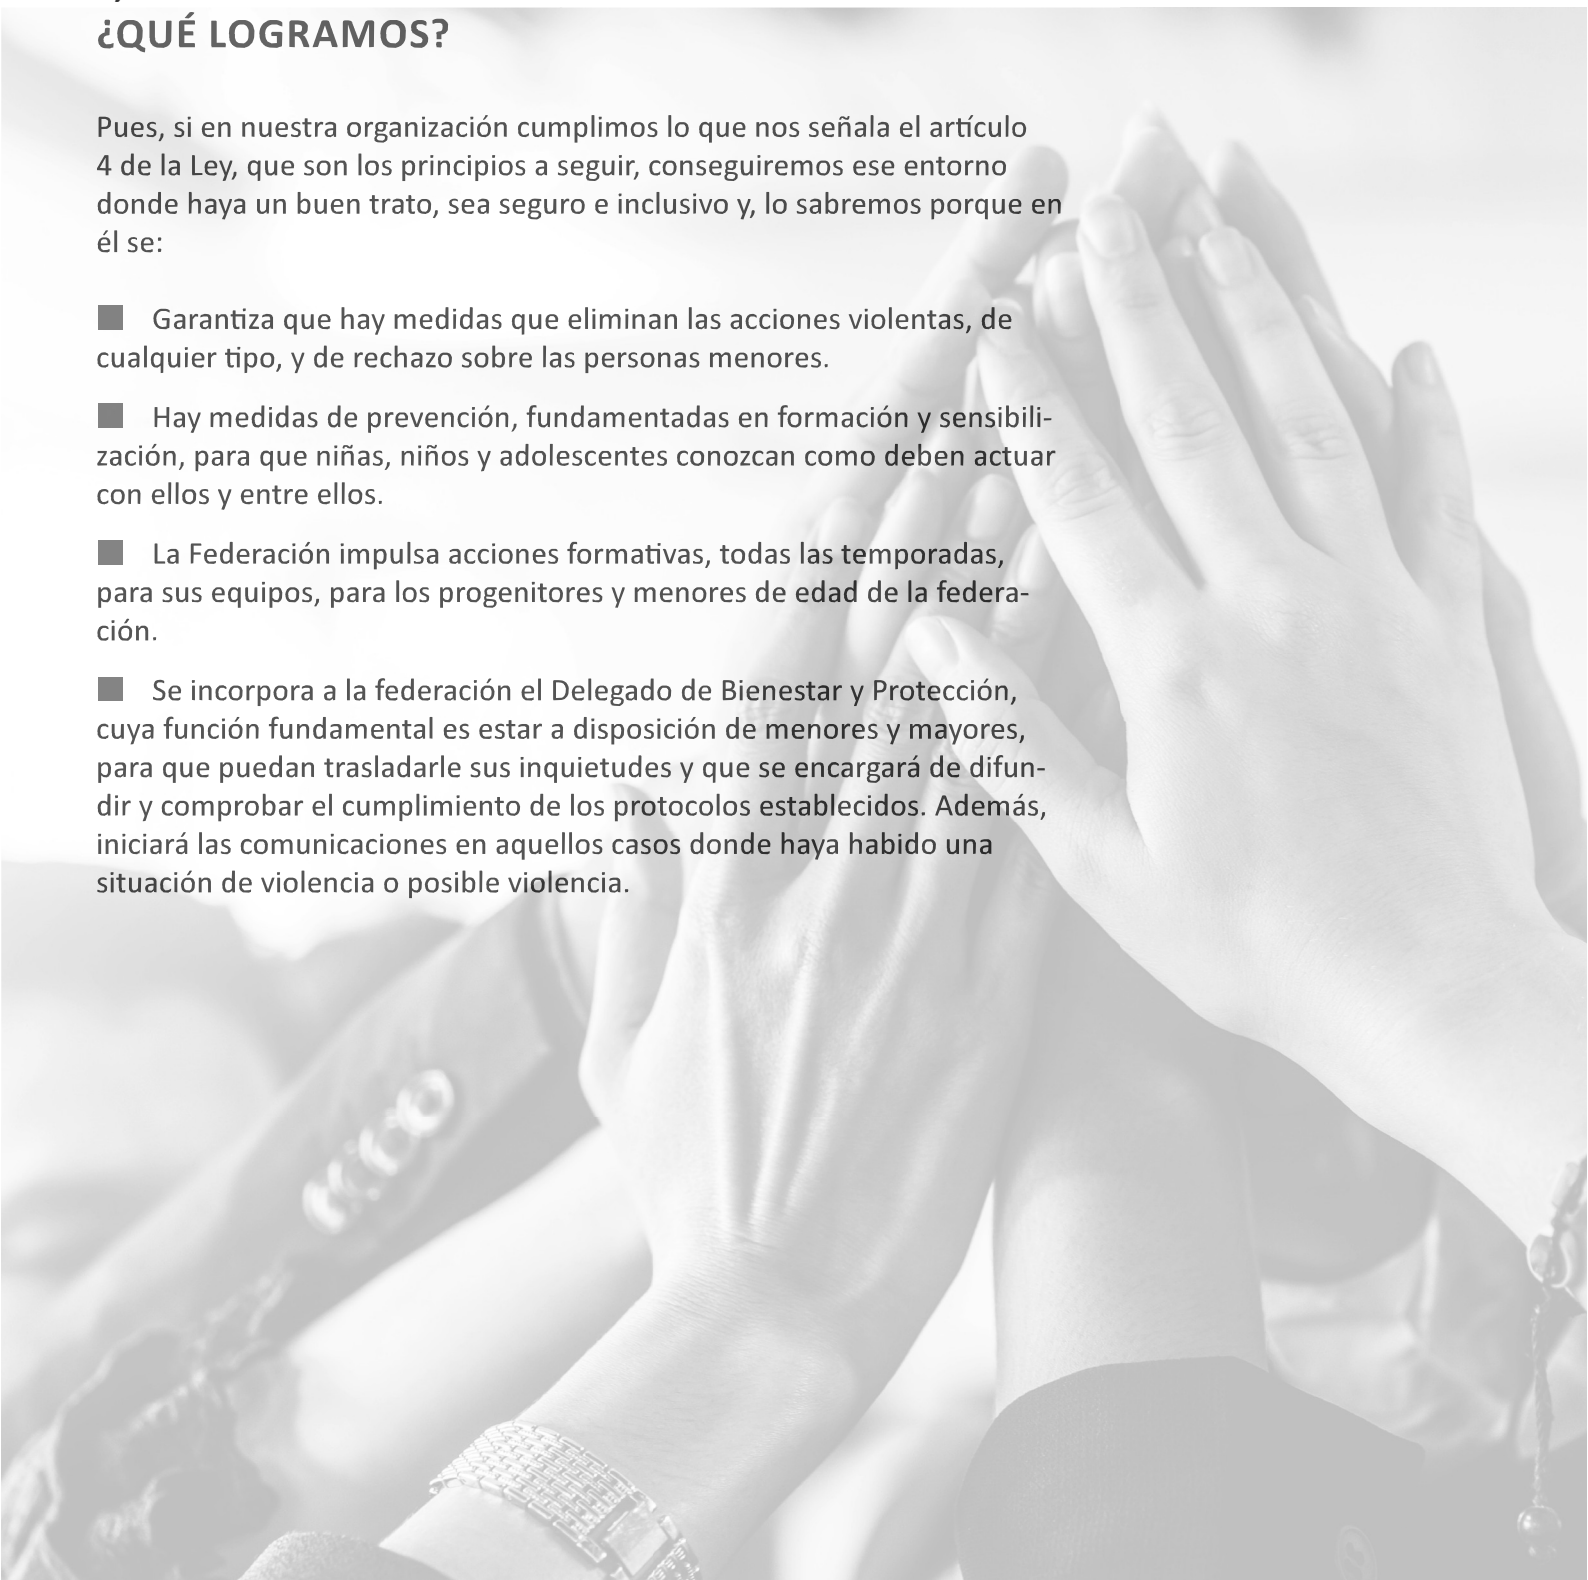 ¿QUÉ LOGRAMOS?
Pues, si en nuestra organización cumplimos lo que nos señala el artículo
4 de la Ley, que son los principios a seguir, conseguiremos ese entorno
donde haya un buen trato, sea seguro e inclusivo y, lo sabremos porque en
él se:
■ Garantiza que hay medidas que eliminan las acciones violentas, de
cualquier tipo, y de rechazo sobre las personas menores.
■ Hay medidas de prevención, fundamentadas en formación y sensibili-
zación, para que niñas, niños y adolescentes conozcan como deben actuar
con ellos y entre ellos.
■ La Federación impulsa acciones formativas, todas las temporadas,
para sus equipos, para los progenitores y menores de edad de la federa-
ción.
■ Se incorpora a la federación el Delegado de Bienestar y Protección,
cuya función fundamental es estar a disposición de menores y mayores,
para que puedan trasladarle sus inquietudes y que se encargará de difun-
dir y comprobar el cumplimiento de los protocolos establecidos. Además,
iniciará las comunicaciones en aquellos casos donde haya habido una
situación de violencia o posible violencia.